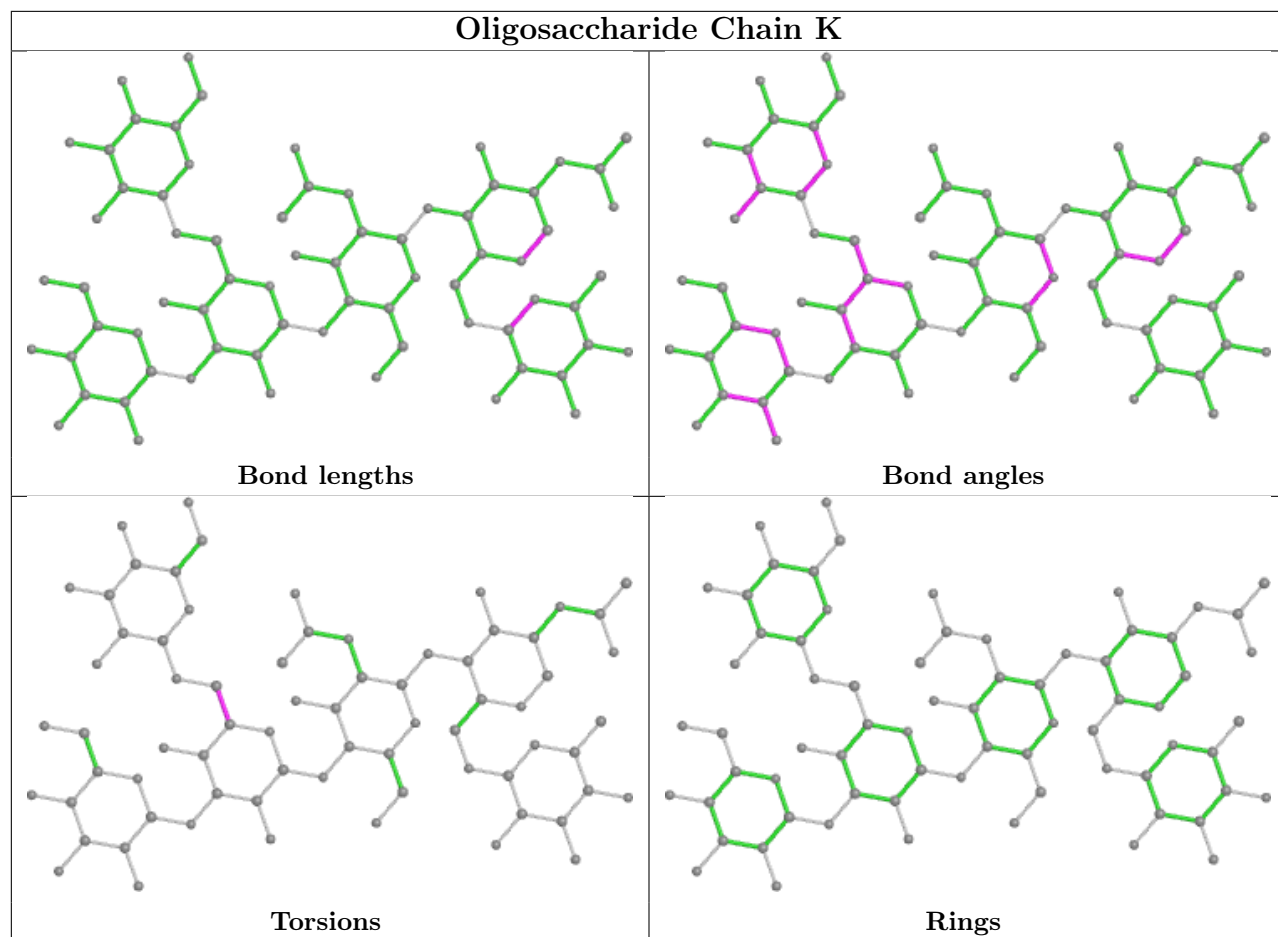 Oligosaccharide Chain K
Bond lengths
Bond angles
Torsions
Rings